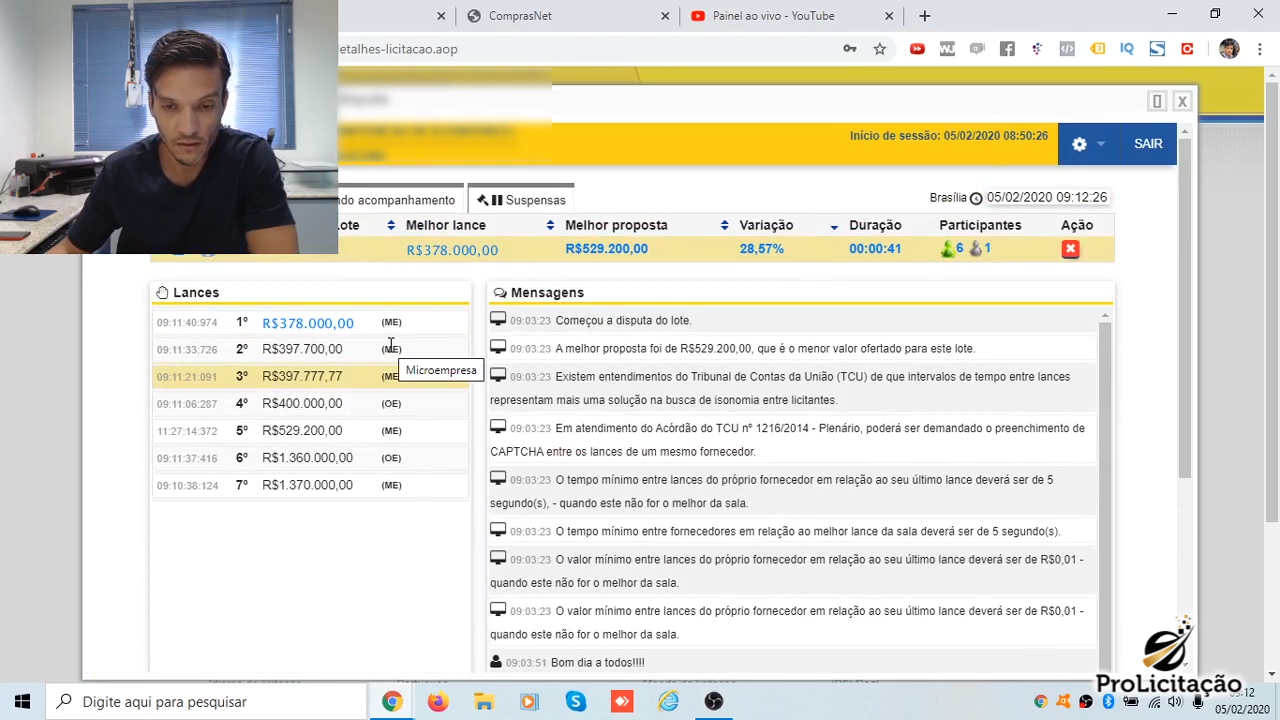 ComprasNet
Painel ao vivo - YouTube
etalhes-licitacao.aop
IQ
X
Início de sessão: 05/02/2020 08:50:26
SAIR
ndo acompanhamento
Suspensas
Brasília 05/02/2020 09:12:26
ote Melhor lance Melhor proposta Variação Duração Participantes Ação
R$378.000,00 R$529.200,00 28,57% 00:00:41 6 1
Lances
09:11:40:974 1º R$378.000,00 (ME)
09:11:33:726 2º R$397.700,00 (ME)
Microempresa
09:11:21:091 3º R$397.777,77 (ME
09:11:06:287 4º R$400.000,00 (OE)
11:27:14:372 5º R$529.200,00 (ME)
09:11:37:416 6º R$1.360.000,00 (OE)
09:10:38:124 7º R$1.370.000,00 (ME)
Mensagens
09:03:23 Começou a disputa do lote.
09:03:23 A melhor proposta foi de R$529.200,00, que é o menor valor ofertado para este lote.
09:03:23 Existem entendimentos do Tribunal de Contas da União (TCU) de que intervalos de tempo entre lances
representam mais uma solução na busca de isonomia entre licitantes.
09:03:23 Em atendimento do Acórdão do TCU nº 1216/2014 - Plenário, poderá ser demandado o preenchimento de
CAPTCHA entre os lances de um mesmo fornecedor.
09:03:23 O tempo mínimo entre lances do próprio fornecedor em relação ao seu último lance deverá ser de 5
segundo(s), - quando este não for o melhor da sala.
09:03:23 O tempo mínimo entre fornecedores em relação ao melhor lance da sala deverá ser de 5 segundo(s).
09:03:23 O valor mínimo entre lances do próprio fornecedor em relação ao seu último lance deverá ser de R$0,01 -
quando este não for o melhor da sala.
09:03:23 O valor mínimo entre lances do próprio fornecedor em relação ao seu último lance deverá ser de R$0,01 -
quando este não for o melhor da sala.
09:03:51 Bom dia a todos!!!!
ProLicitação
Digite aqui para pesquisar
09:12
05/02/2020